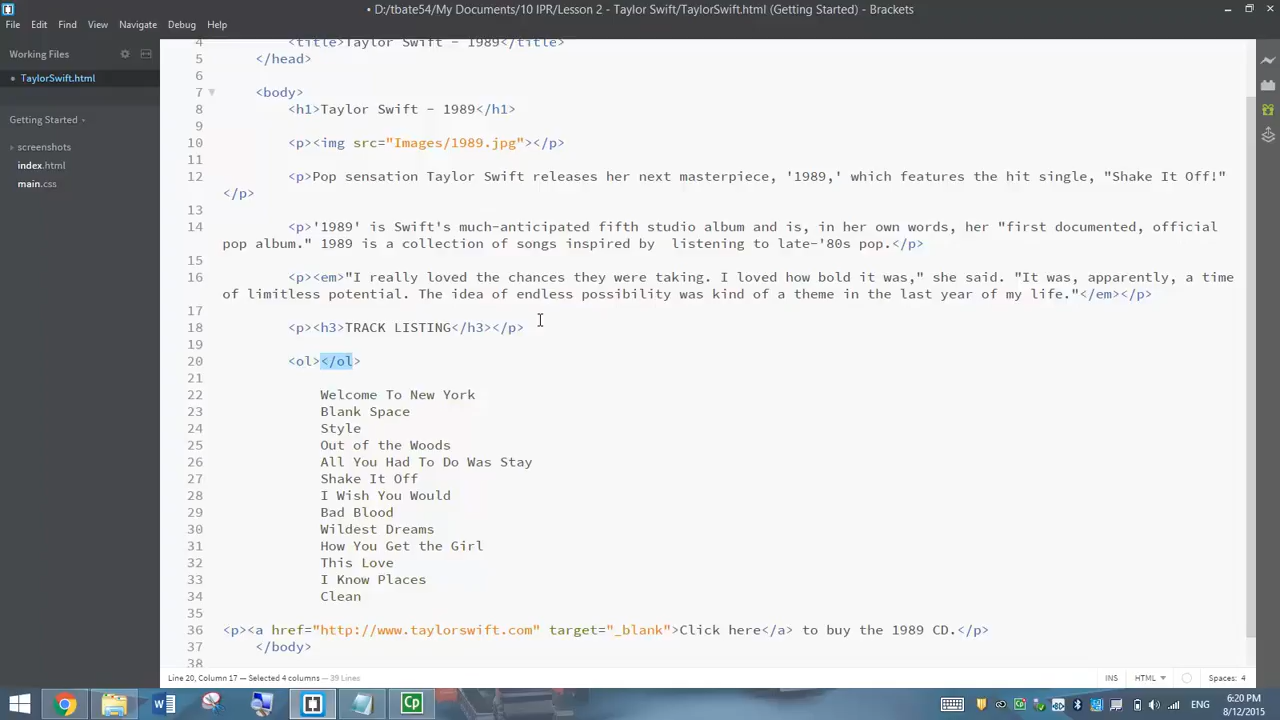 • D:/tbate54/My Documents/10 IPR/Lesson 2 - Taylor Swift/TaylorSwift.html (Getting Started) - Brackets
File Edit View Navigate Debug Help
Working Files
• TaylorSwift.html
Getting Started
screenshots
index.html
main.css
4 <title>Taylor Swift - 1989</title>
5 </head>
6
7 <body>
8 <h1>Taylor Swift - 1989</h1>
9
10 <p><img src="Images/1989.jpg"></p>
11
12 <p>Pop sensation Taylor Swift releases her next masterpiece, '1989,' which features the hit single, "Shake It Off!"
</p>
13
14 <p>'1989' is Swift's much-anticipated fifth studio album and is, in her own words, her "first documented, official
pop album." 1989 is a collection of songs inspired by  listening to late-'80s pop.</p>
15
16 <p><em>"I really loved the chances they were taking. I loved how bold it was," she said. "It was, apparently, a time
of limitless potential. The idea of endless possibility was kind of a theme in the last year of my life."</em></p>
17
18 <p><h3>TRACK LISTING</h3></p>
19
20 <ol></ol>
21
22 Welcome To New York
23 Blank Space
24 Style
25 Out of the Woods
26 All You Had To Do Was Stay
27 Shake It Off
28 I Wish You Would
29 Bad Blood
30 Wildest Dreams
31 How You Get the Girl
32 This Love
33 I Know Places
34 Clean
35
36 <p><a href="http://www.taylorswift.com" target="_blank">Click here</a> to buy the 1989 CD.</p>
37 </body>
38
Line 20, Column 17 — Selected 4 columns — 39 Lines
INS HTML Spaces: 4
ENG
6:20 PM
8/12/2015